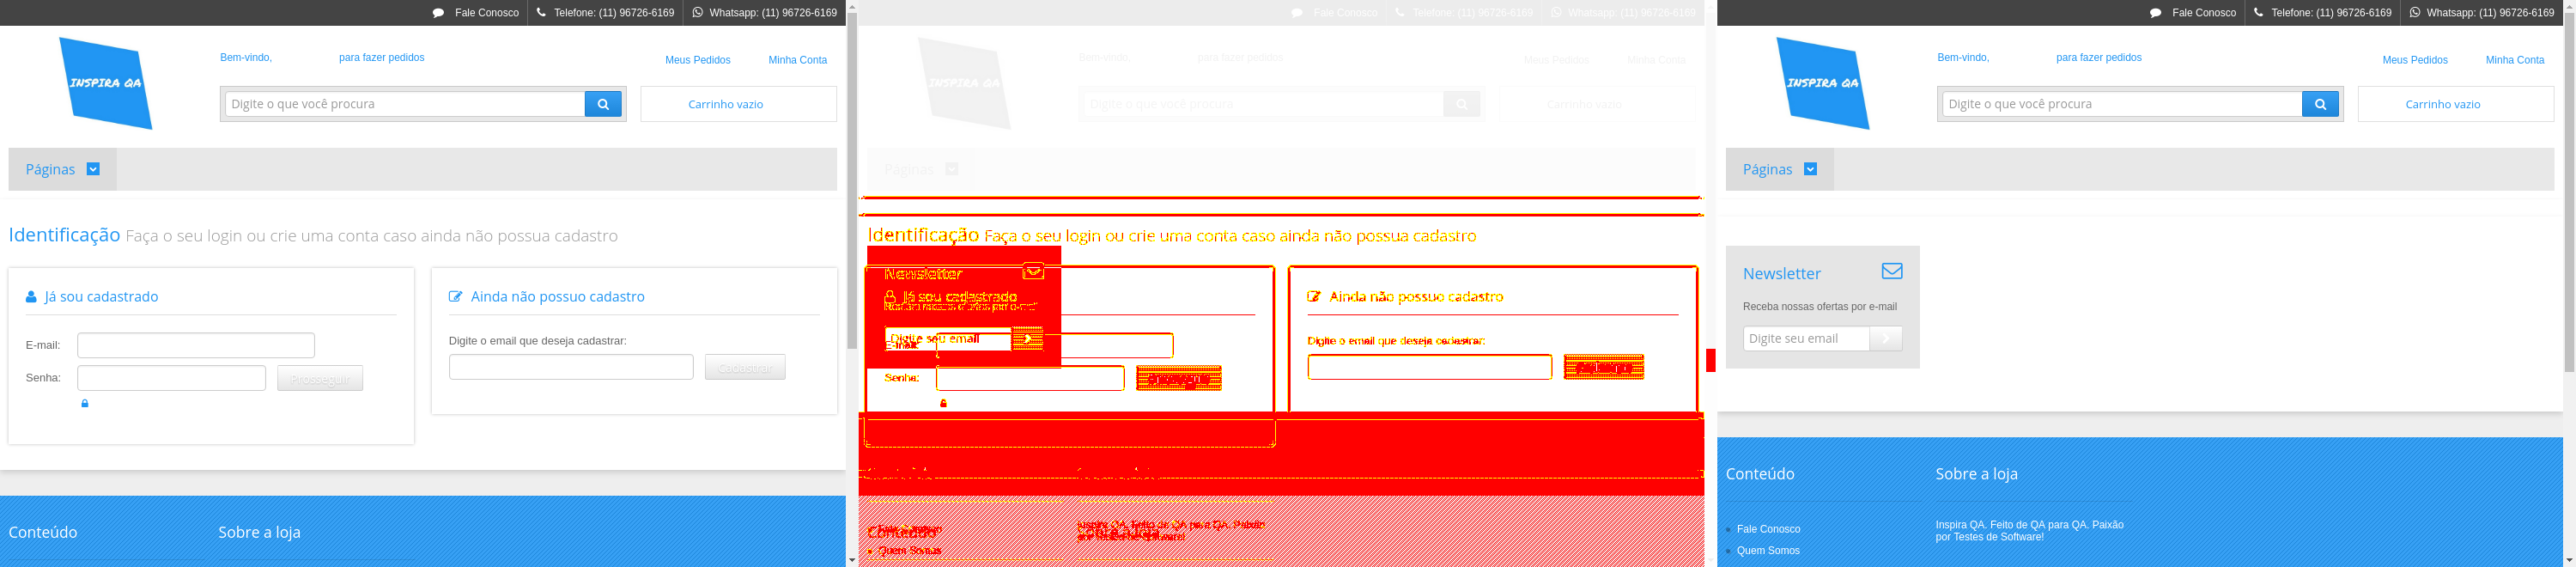 Fale Conosco
Telefone: (11) 96726-6169
Whatsapp: (11) 96726-6169
INSPIRA QA
Bem-vindo,
para fazer pedidos
Meus Pedidos
Minha Conta
Digite o que você procura
Carrinho vazio
Páginas
Identificação Faça o seu login ou crie uma conta caso ainda não possua cadastro
Já sou cadastrado
E-mail:
Senha:
Prosseguir
Ainda não possuo cadastro
Digite o email que deseja cadastrar:
Cadastrar
Conteúdo
Sobre a loja
Fale Conosco
Telefone: (11) 96726-6169
Whatsapp: (11) 96726-6169
INSPIRA QA
Bem-vindo,
para fazer pedidos
Meus Pedidos
Minha Conta
Digite o que você procura
Carrinho vazio
Páginas
Identificação Faça o seu login ou crie uma conta caso ainda não possua cadastro
Newsletter
Já sou cadastrado
Digite seu email
Senha:
Ainda não possuo cadastro
Digite o email que deseja cadastrar:
Conteúdo
Quem Somos
Inspira QA. Feito de QA para QA. Paixão
Fale Conosco
Telefone: (11) 96726-6169
Whatsapp: (11) 96726-6169
INSPIRA QA
Bem-vindo,
para fazer pedidos
Meus Pedidos
Minha Conta
Digite o que você procura
Carrinho vazio
Páginas
Newsletter
Receba nossas ofertas por e-mail
Digite seu email
Conteúdo
Sobre a loja
Fale Conosco
Quem Somos
Inspira QA. Feito de QA para QA. Paixão
por Testes de Software!